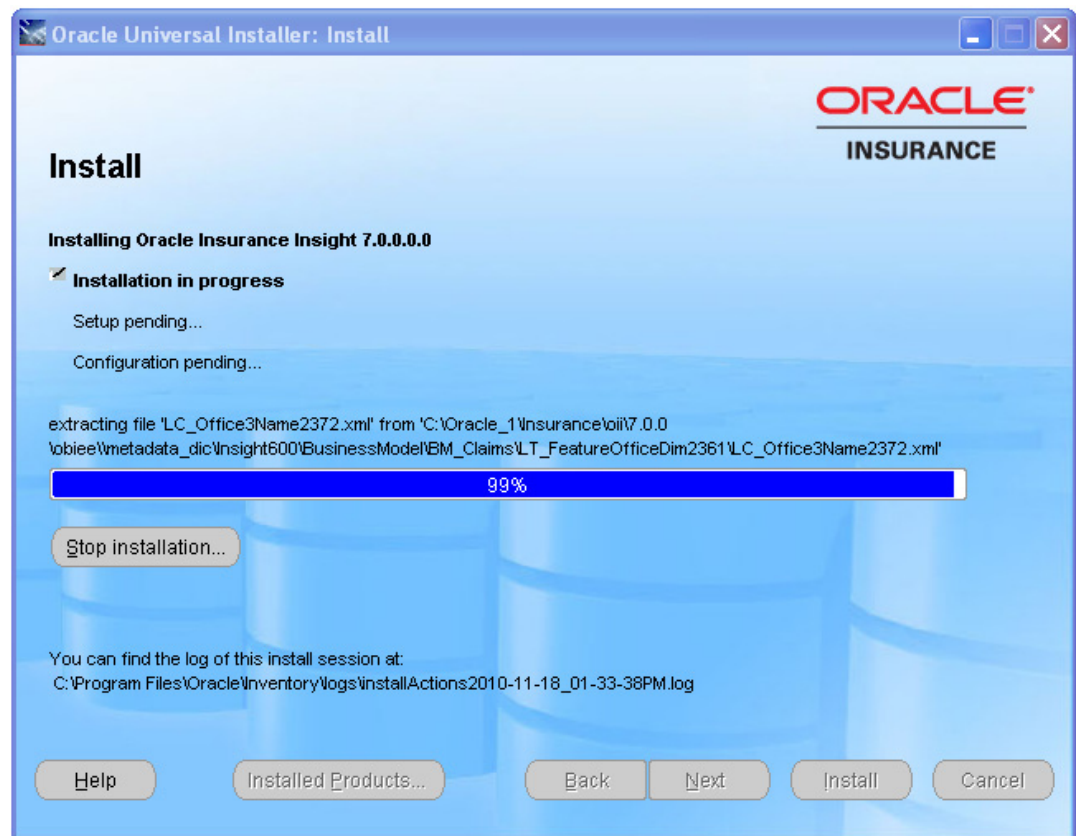 Oracle Universal Installer: Install
ORACLE
INSURANCE
Install
Installing Oracle Insurance Insight 7.0.0.0.0
Installation in progress
Setup pending...
Configuration pending...
extracting file 'LC_Office3Name2372.xml' from 'C:\Oracle_1\Insurance\oii\7.0.0
\obiee\\metadata_dic\Insight600\BusinessModel\BM_Claims\LT_FeatureOfficeDim2361\LC_Office3Name2372.xml'
99%
Stop installation...
You can find the log of this install session at:
C:\Program Files\Oracle\Inventory\logs\installActions2010-11-18_01-33-38PM.log
Help Installed Products... Back Next Install Cancel